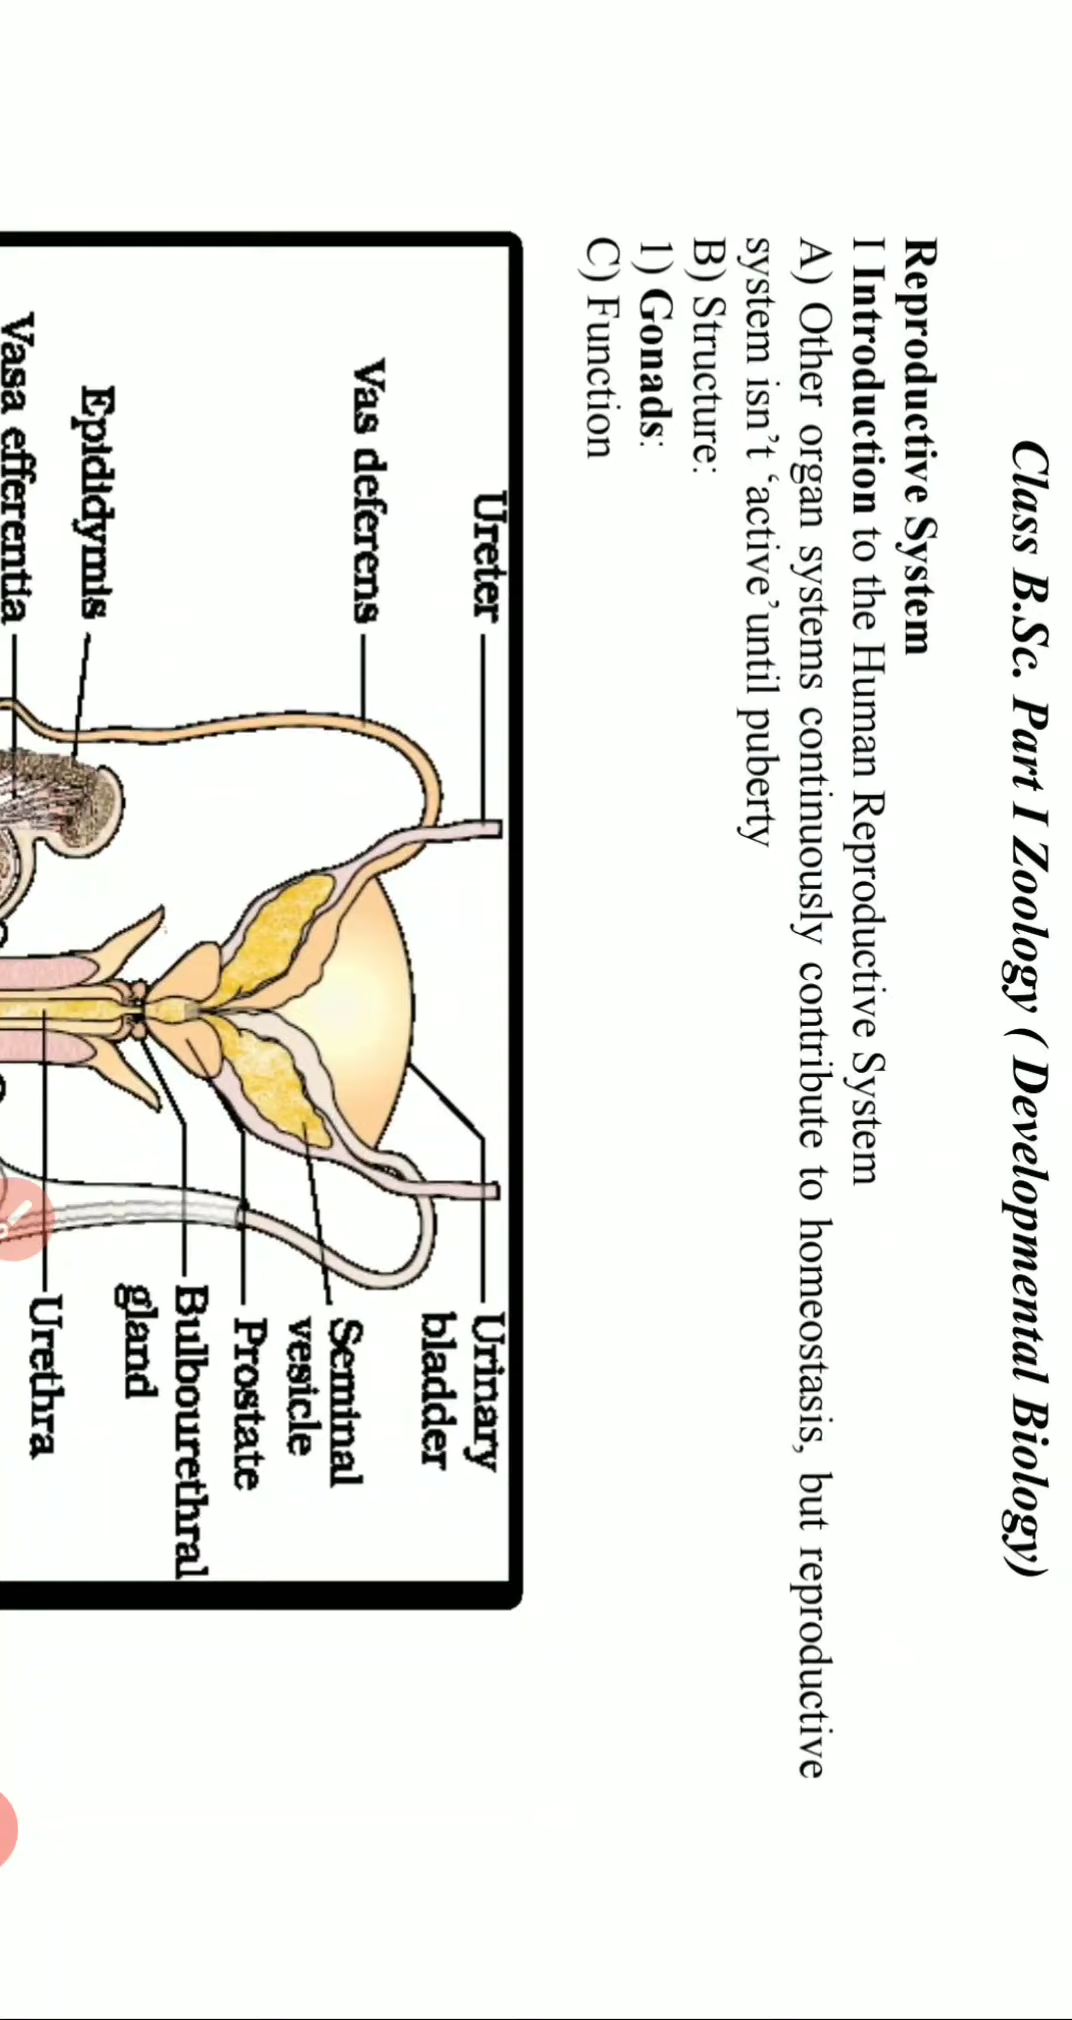 Class B.Sc. Part I Zoology ( Developmental Biology)
Reproductive System
I Introduction to the Human Reproductive System
A) Other organ systems continuously contribute to homeostasis, but reproductive
system isn’t ‘active’until puberty
B) Structure:
1) Gonads:
C) Function
Ureter
Vas deferens
Epididymis
Vasa efferentia
Urinary
bladder
Seminal
vesicle
Prostate
Bulbourethral
gland
Urethra